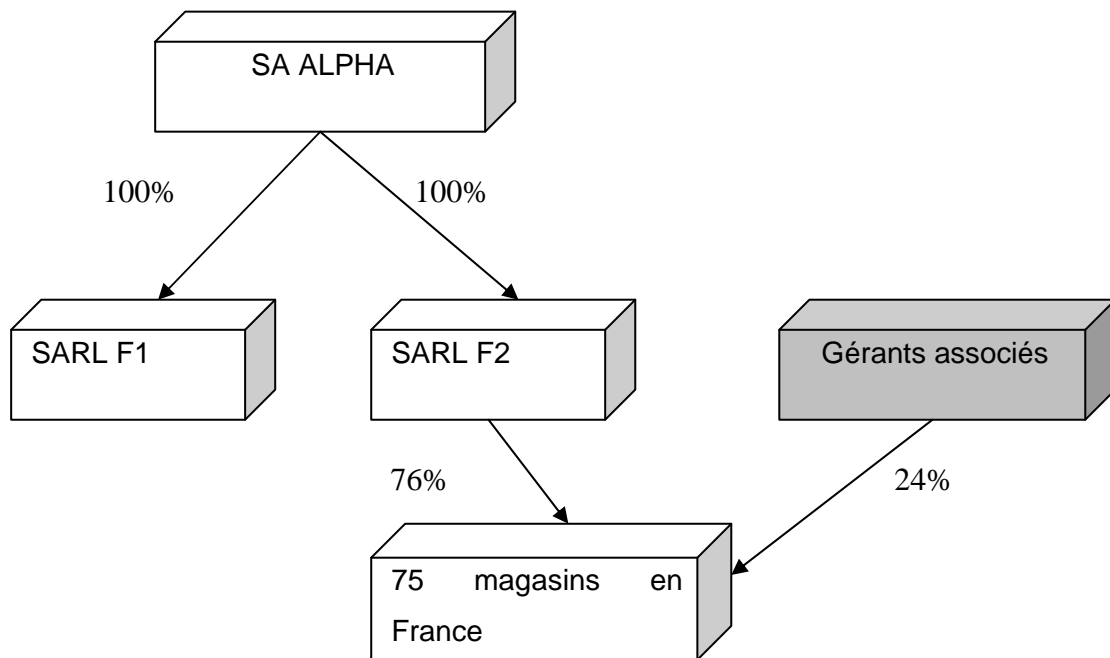 SA ALPHA
100%
100%
SARL F1
SARL F2
Gérants associés
76%
24%
75 magasins en
France